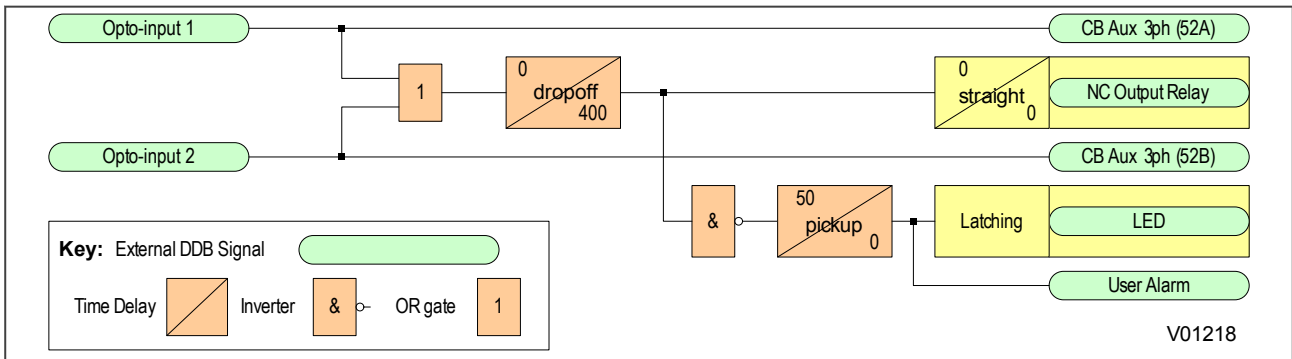 Opto-input 1
CB Aux 3ph (52A)
0
dropoff
400
1
0
straight
0
NC Output Relay
Opto-input 2
CB Aux 3ph (52B)
&
50
pickup
0
Latching
LED
User Alarm
Key: External DDB Signal
Time Delay
Inverter
&
OR gate
1
V01218